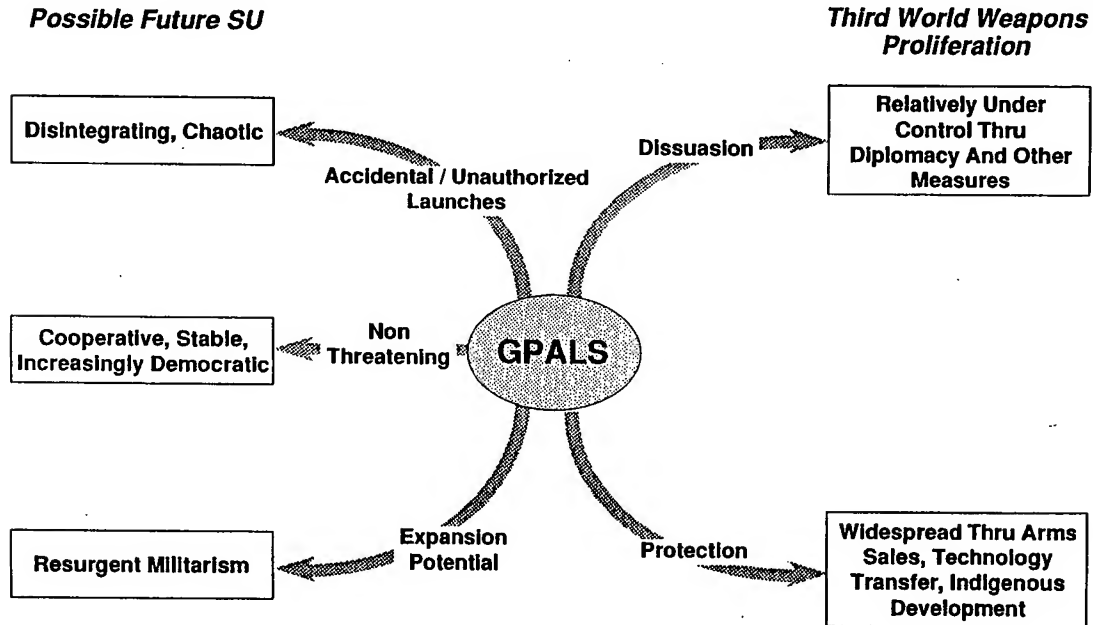 Possible Future SU
Third World Weapons
Proliferation
Disintegrating, Chaotic
Accidental / Unauthorized
Launches
Dissuasion
Relatively Under
Control Thru
Diplomacy And Other
Measures
Cooperative, Stable,
Increasingly Democratic
Non
Threatening
GPALS
Resurgent Militarism
Expansion
Potential
Protection
Widespread Thru Arms
Sales, Technology
Transfer, Indigenous
Development